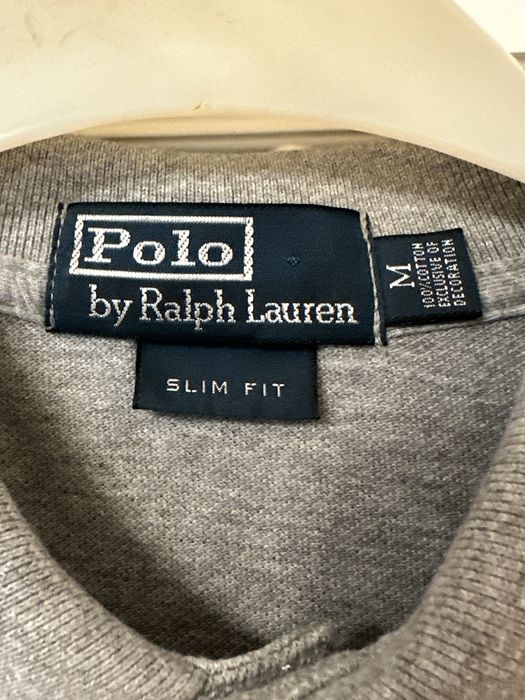 Polo
by Ralph Lauren
M
100% COTTON
EXCLUSIVE OF
DECORATION
SLIM FIT